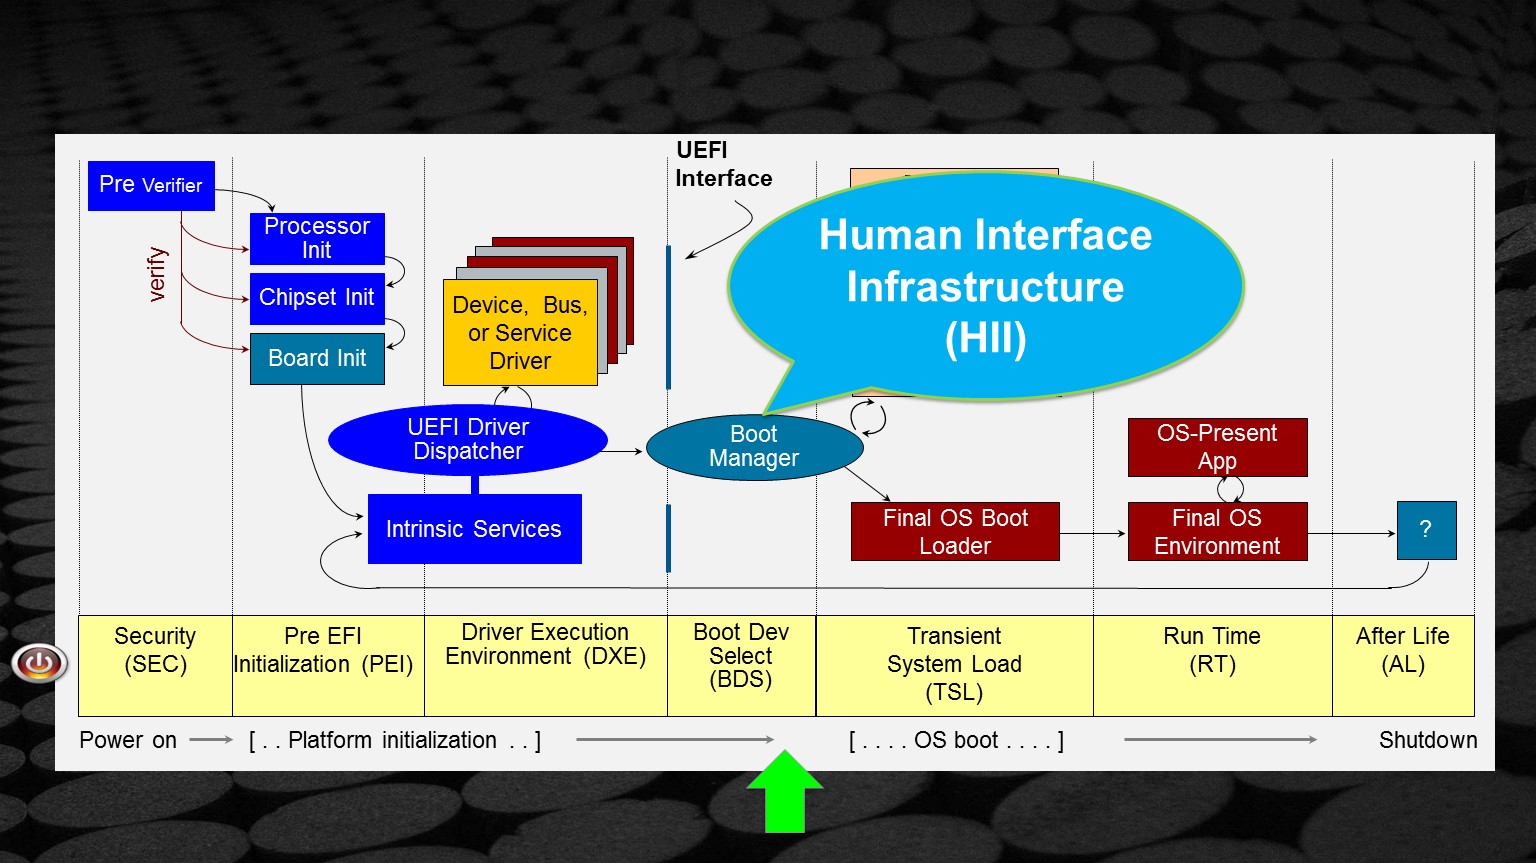 UEFI
Interface
Pre Verifier
verify
Processor
Init
Chipset Init
Board Init
Device, Bus,
or Service
Driver
UEFI Driver
Dispatcher
Intrinsic Services
Human Interface
Infrastructure
(HII)
Boot
Manager
Final OS Boot
Loader
OS-Present
App
Final OS
Environment
?
Security
(SEC)
Pre EFI
Initialization (PEI)
Driver Execution
Environment (DXE)
Boot Dev
Select
(BDS)
Transient
System Load
(TSL)
Run Time
(RT)
After Life
(AL)
Power on
[ . . Platform initialization . . ]
[ . . . . OS boot . . . . ]
Shutdown